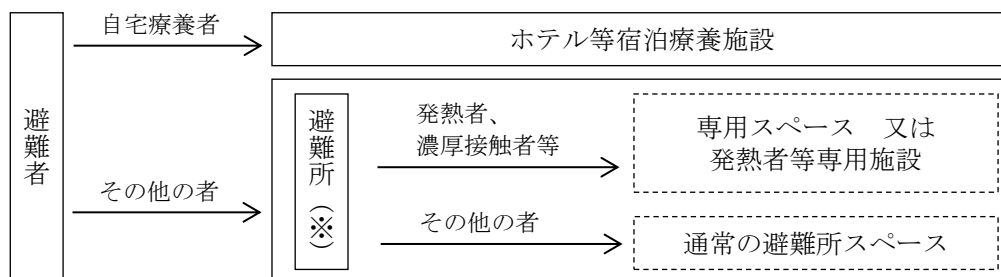 避難者
自宅療養者
ホテル等宿泊療養施設
その他の者
避難所（※）
発熱者、
濃厚接触者等
専用スペース　又は
発熱者等専用施設
その他の者
通常の避難所スペース